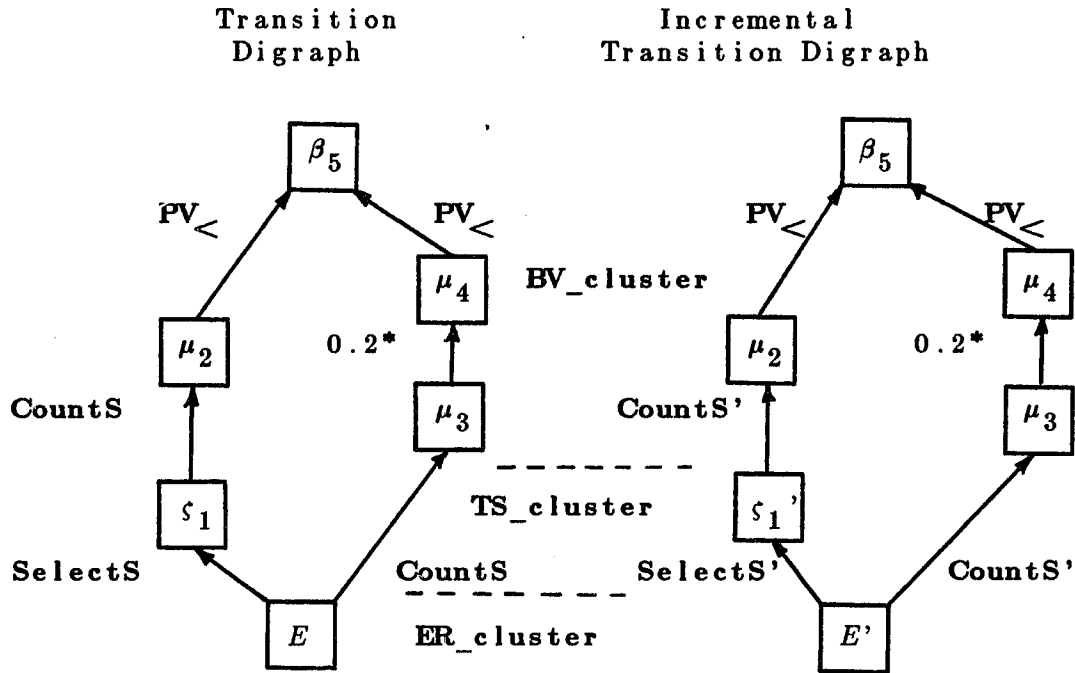 Transition
Digraph
Incremental
Transition Digraph
β5
β5
PV<
PV<
PV<
PV<
μ4
BV_cluster
μ4
μ2
0.2*
μ2
0.2*
CountS
μ3
CountS'
μ3
ς1
TS_cluster
ς1'
SelectS
CountS
SelectS'
CountS'
E
ER_cluster
E'